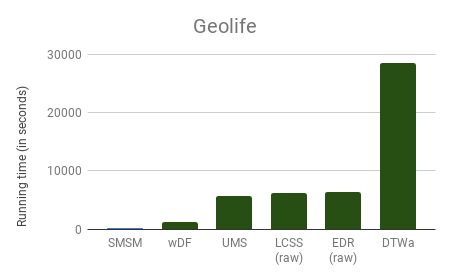 Geolife
Running time (in seconds)
30000
20000
10000
0
SMSM
wDF
UMS
LCSS
(raw)
EDR
(raw)
DTWa